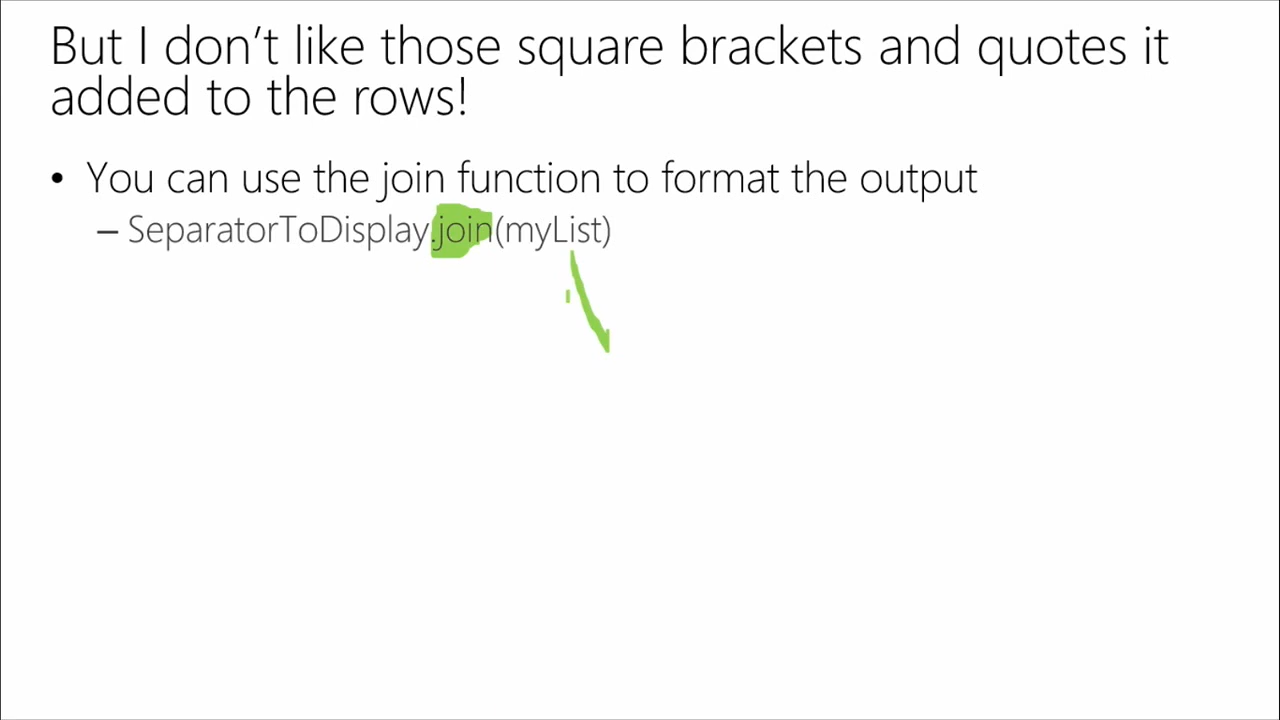 But I don't like those square brackets and quotes it
added to the rows!
• You can use the join function to format the output
– SeparatorToDisplay.join(myList)